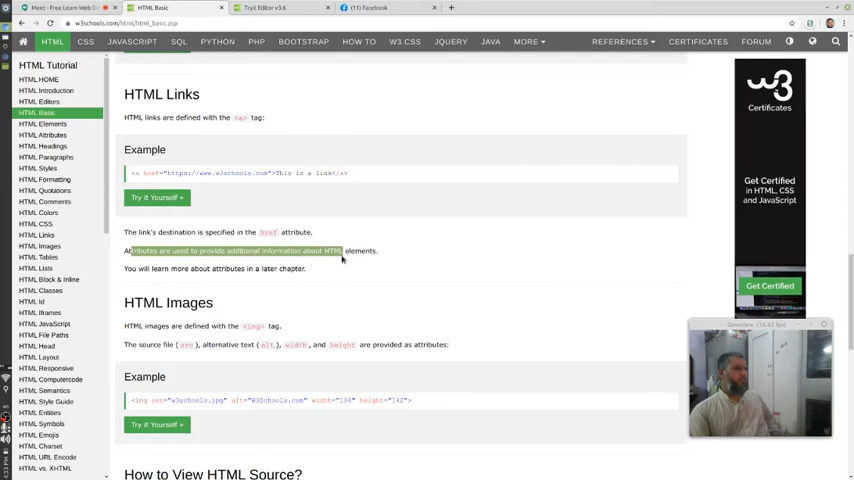 Meet - Free Learn Web D
HTML Basic
Tryit Editor v3.6
(11) Facebook
w3schools.com/html/html_basic.asp
HTML CSS JAVASCRIPT SQL PYTHON PHP BOOTSTRAP HOW TO W3.CSS JQUERY JAVA MORE REFERENCES CERTIFICATES FORUM
HTML Tutorial
HTML HOME
HTML Introduction
HTML Editors
HTML Basic
HTML Elements
HTML Attributes
HTML Headings
HTML Paragraphs
HTML Styles
HTML Formatting
HTML Quotations
HTML Comments
HTML Colors
HTML CSS
HTML Links
HTML Images
HTML Tables
HTML Lists
HTML Block & Inline
HTML Classes
HTML Id
HTML Iframes
HTML JavaScript
HTML File Paths
HTML Head
HTML Layout
HTML Responsive
HTML Computercode
HTML Semantics
HTML Style Guide
HTML Entities
HTML Symbols
HTML Emojis
HTML Charset
HTML URL Encode
HTML vs. XHTML
HTML Links
HTML links are defined with the <a> tag:
Example
<a href="https://www.w3schools.com">This is a link</a>
Try it Yourself »
The link's destination is specified in the href attribute.
Attributes are used to provide additional information about HTML elements.
You will learn more about attributes in a later chapter.
HTML Images
HTML images are defined with the <img> tag.
The source file (src), alternative text (alt), width, and height are provided as attributes:
Example
<img src="w3schools.jpg" alt="W3Schools.com" width="104" height="142">
Try it Yourself »
How to View HTML Source?
w3
Certificates
Get Certified
in HTML, CSS
and JavaScript
Get Certified